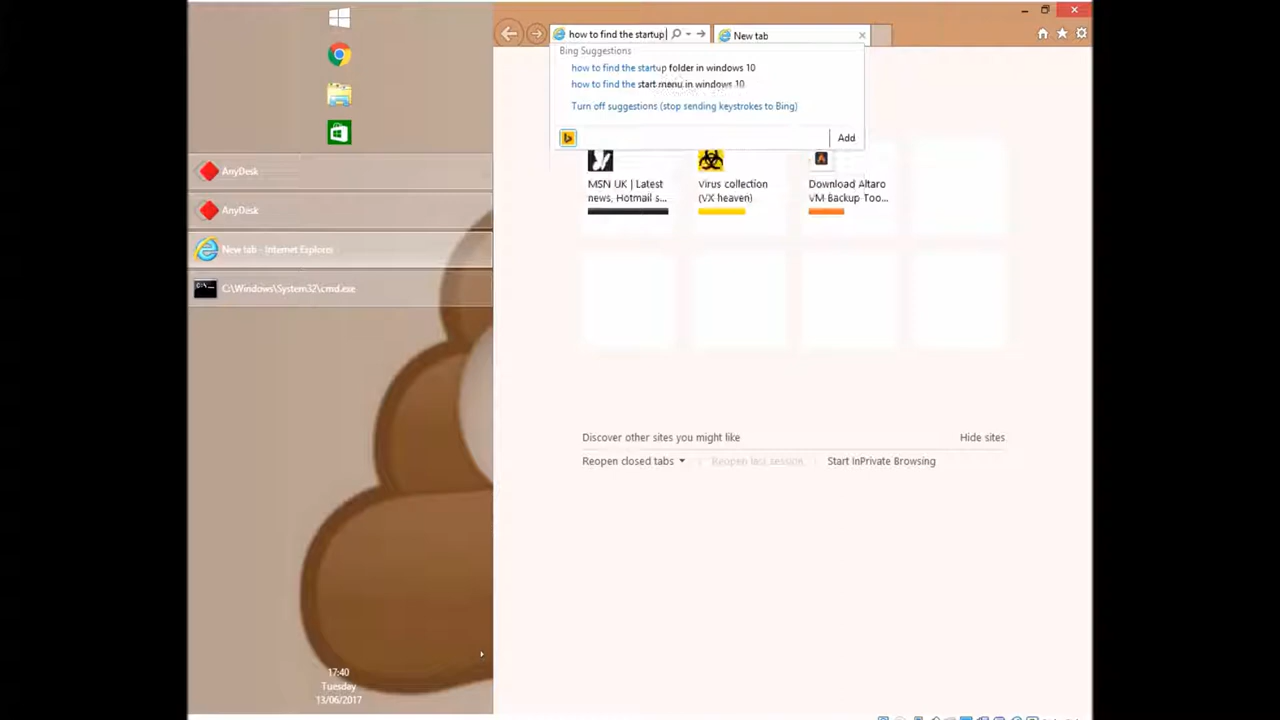 how to find the startup
New tab
Bing Suggestions
how to find the startup folder in windows 10
how to find the start menu in windows 10
Turn off suggestions (stop sending keystrokes to Bing)
Add
AnyDesk
AnyDesk
New tab - Internet Explorer
C:\Windows\System32\cmd.exe
MSN UK | Latest
news, Hotmail s...
Virus collection
(VX heaven)
Download Altaro
VM Backup Too...
Discover other sites you might like
Hide sites
Reopen closed tabs
Reopen last session
Start InPrivate Browsing
17:40
Tuesday
13/06/2017